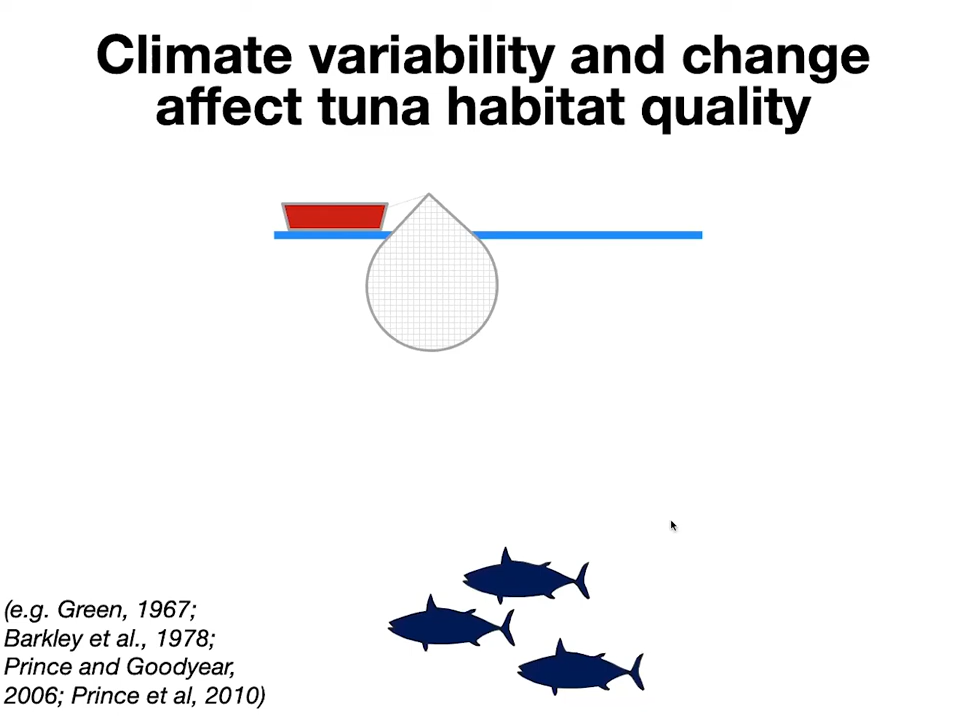 Climate variability and change
affect tuna habitat quality
(e.g. Green, 1967;
Barkley et al., 1978;
Prince and Goodyear,
2006; Prince et al, 2010)